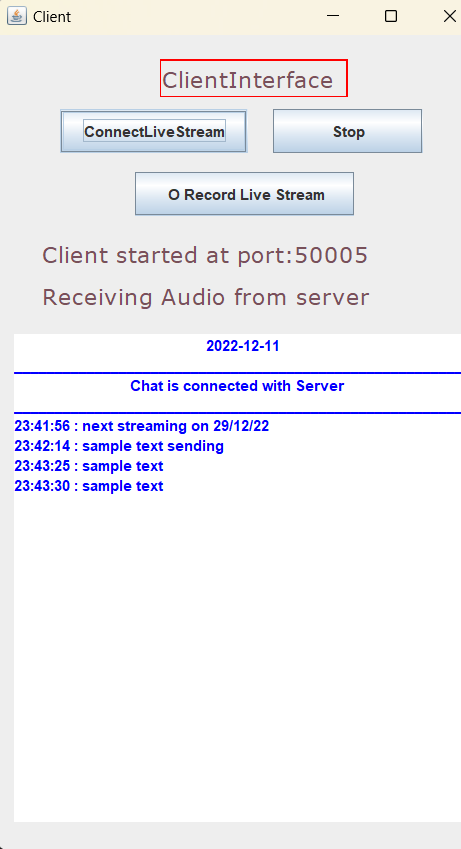 Client
ClientInterface
ConnectLiveStream Stop
O Record Live Stream
Client started at port:50005
Receiving Audio from server
2022-12-11
Chat is connected with Server
23:41:56 : next streaming on 29/12/22
23:42:14 : sample text sending
23:43:25 : sample text
23:43:30 : sample text